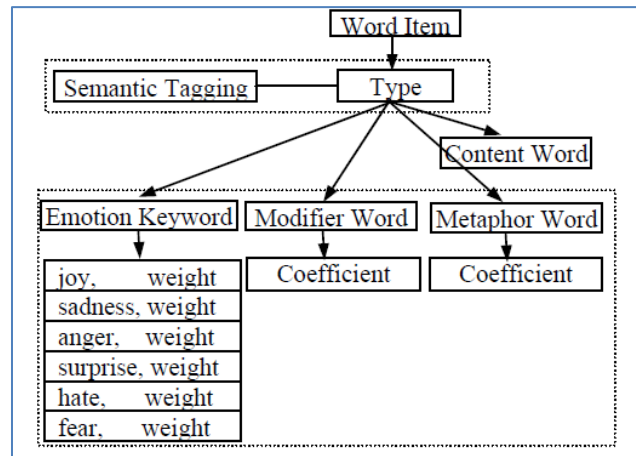 Word Item
Semantic Tagging
Type
Content Word
Emotion Keyword
Modifier Word
Metaphor Word
joy, weight
sadness, weight
anger, weight
surprise, weight
hate, weight
fear, weight
Coefficient
Coefficient